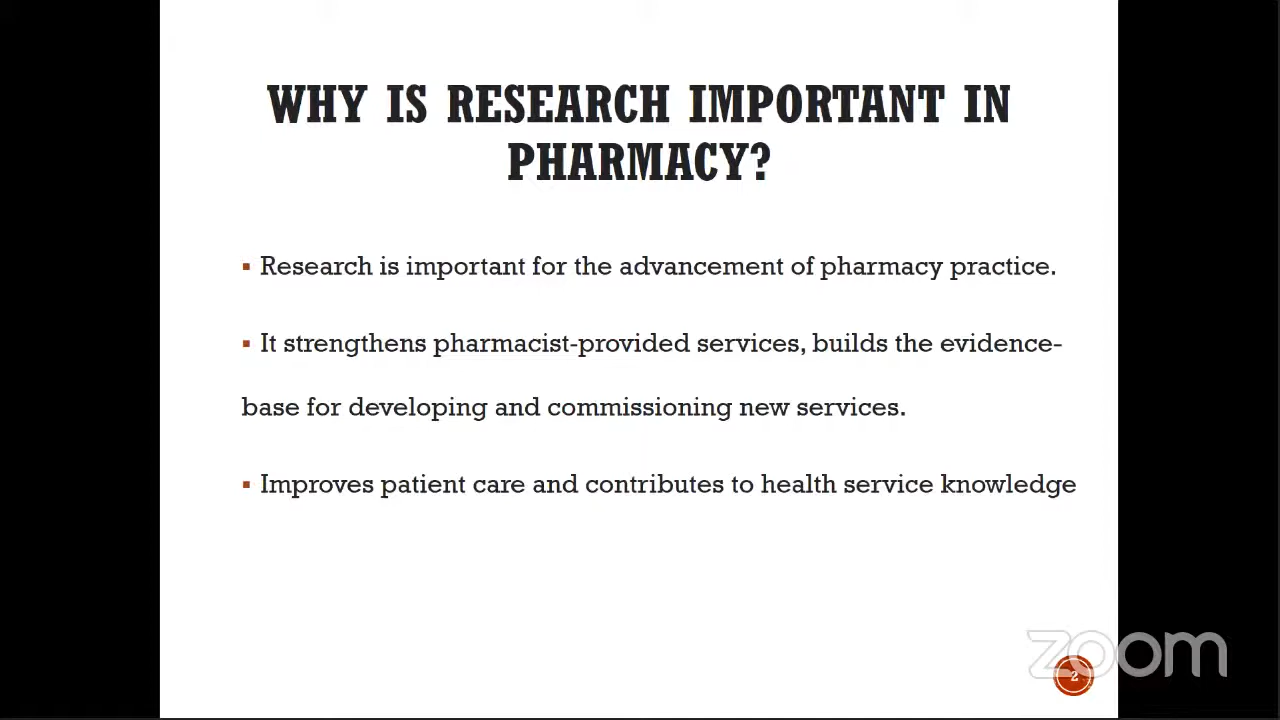 WHY IS RESEARCH IMPORTANT IN
PHARMACY?
▪ Research is important for the advancement of pharmacy practice.
▪ It strengthens pharmacist-provided services, builds the evidence-
base for developing and commissioning new services.
▪ Improves patient care and contributes to health service knowledge
zoom
2